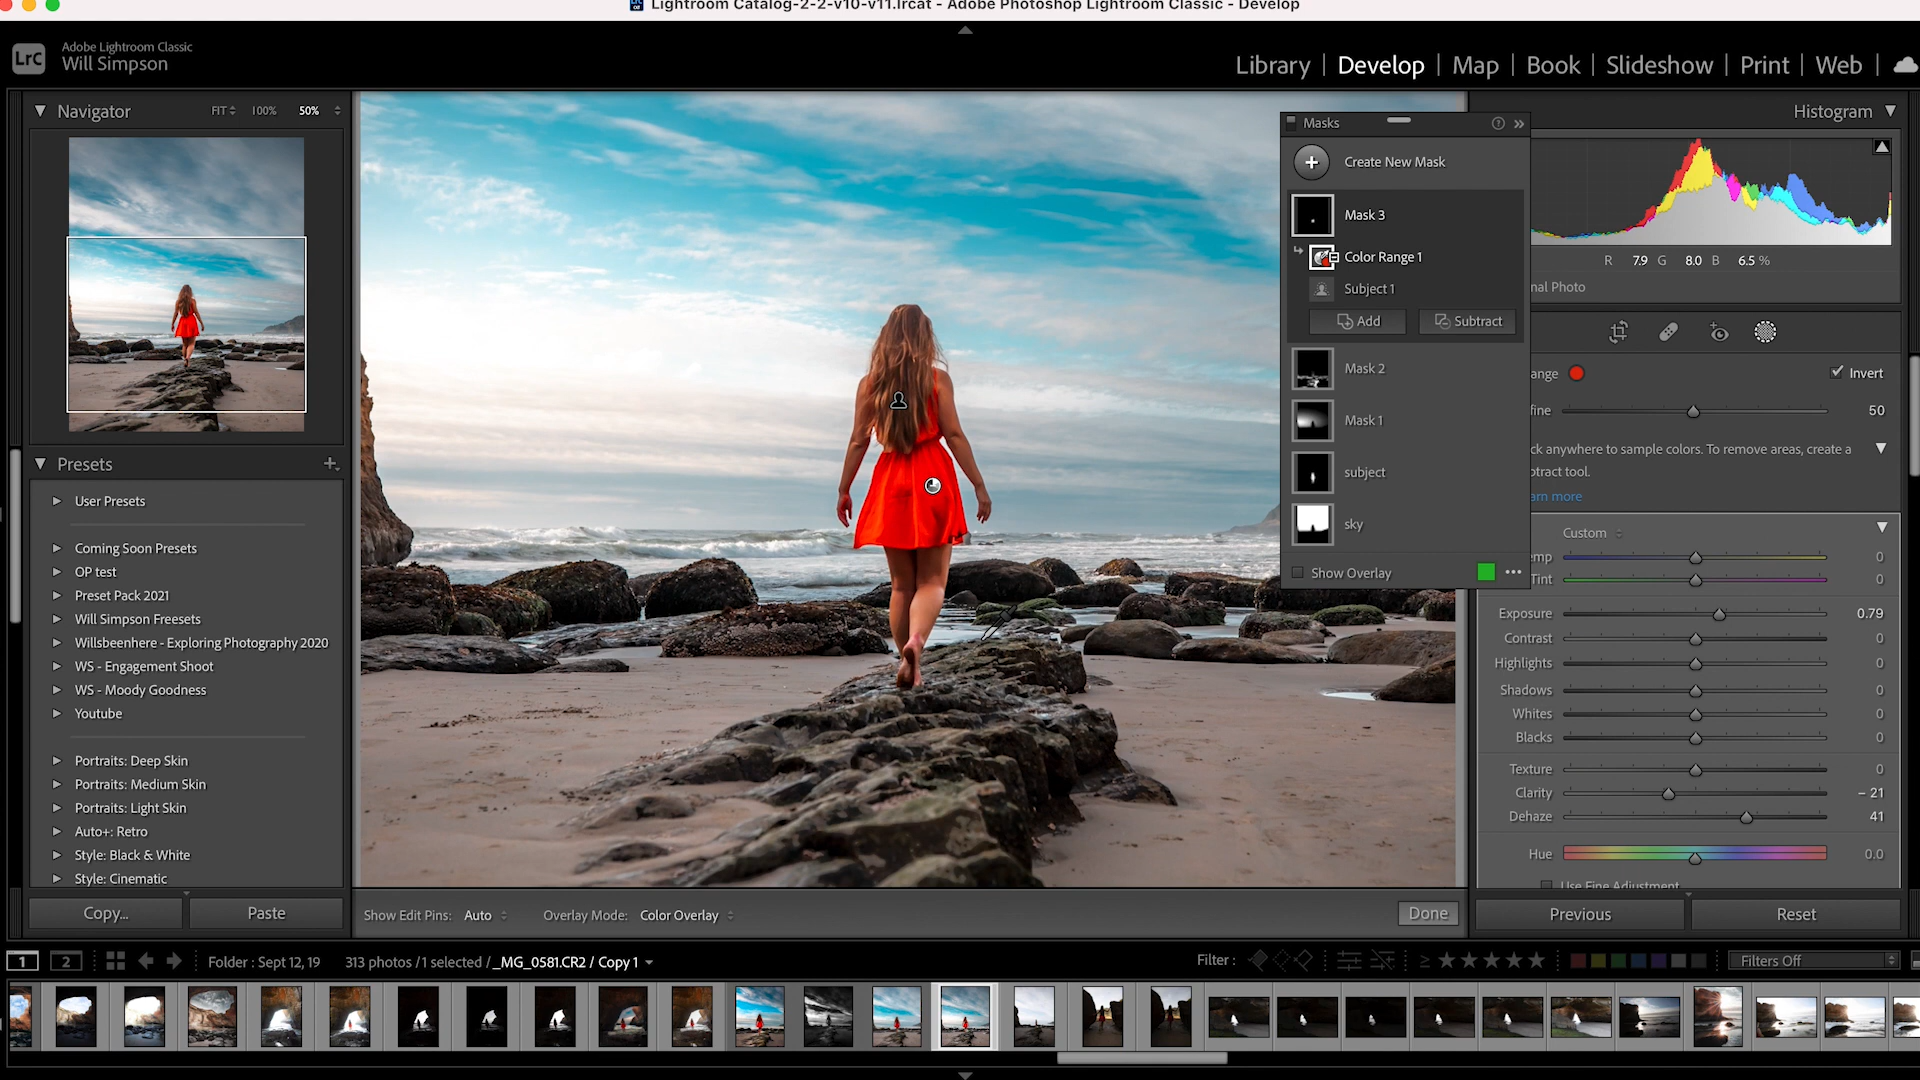 Lightroom Catalog-2-2-v10-v11.lrcat - Adobe Photoshop Lightroom Classic - Develop
LrC
Adobe Lightroom Classic
Will Simpson
Library | Develop | Map | Book | Slideshow | Print | Web |
Navigator FIT 100% 50%
Presets +
User Presets
Coming Soon Presets
OP test
Preset Pack 2021
Will Simpson Freesets
Willsbeenhere - Exploring Photography 2020
WS - Engagement Shoot
WS - Moody Goodness
Youtube
Portraits: Deep Skin
Portraits: Medium Skin
Portraits: Light Skin
Auto+: Retro
Style: Black & White
Style: Cinematic
Copy... Paste
Masks
Create New Mask
Mask 3
Color Range 1
Subject 1
Add Subtract
Mask 2
Mask 1
subject
sky
Show Overlay
Histogram
R 7.9 G 8.0 B 6.5 %
nal Photo
ange Invert
fine 50
ck anywhere to sample colors. To remove areas, create a
otract tool.
arn more
Custom
mp 0
Tint 0
Exposure 0.79
Contrast 0
Highlights 0
Shadows 0
Whites 0
Blacks 0
Texture 0
Clarity – 21
Dehaze 41
Hue 0.0
Use Fine Adjustment
Previous Reset
Show Edit Pins: Auto Overlay Mode: Color Overlay Done
1 2 Folder : Sept 12, 19 313 photos /1 selected /_MG_0581.CR2 / Copy 1 Filter : ≥ ★★★★★ Filters Off